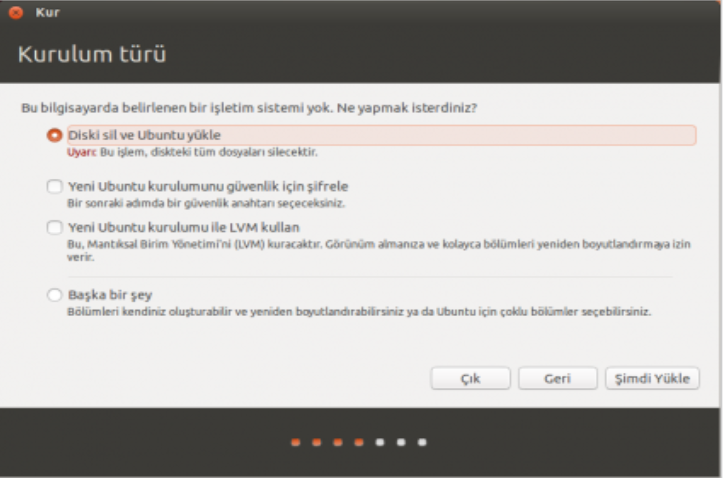 Kur
Kurulum türü
Bu bilgisayarda belirlenen bir işletim sistemi yok. Ne yapmak isterdiniz?
Diski sil ve Ubuntu yükle
Uyarı: Bu işlem, diskteki tüm dosyaları silecektir.
Yeni Ubuntu kurulumunu güvenlik için şifrele
Bir sonraki adımda bir güvenlik anahtarı seçeceksiniz.
Yeni Ubuntu kurulumu ile LVM kullan
Bu, Mantıksal Birim Yönetimi'ni (LVM) kuracaktır. Görünüm almanıza ve kolayca bölümleri yeniden boyutlandırmaya izin
verir.
Başka bir şey
Bölümleri kendiniz oluşturabilir ve yeniden boyutlandırabilirsiniz ya da Ubuntu için çoklu bölümler seçebilirsiniz.
Çık Geri Şimdi Yükle